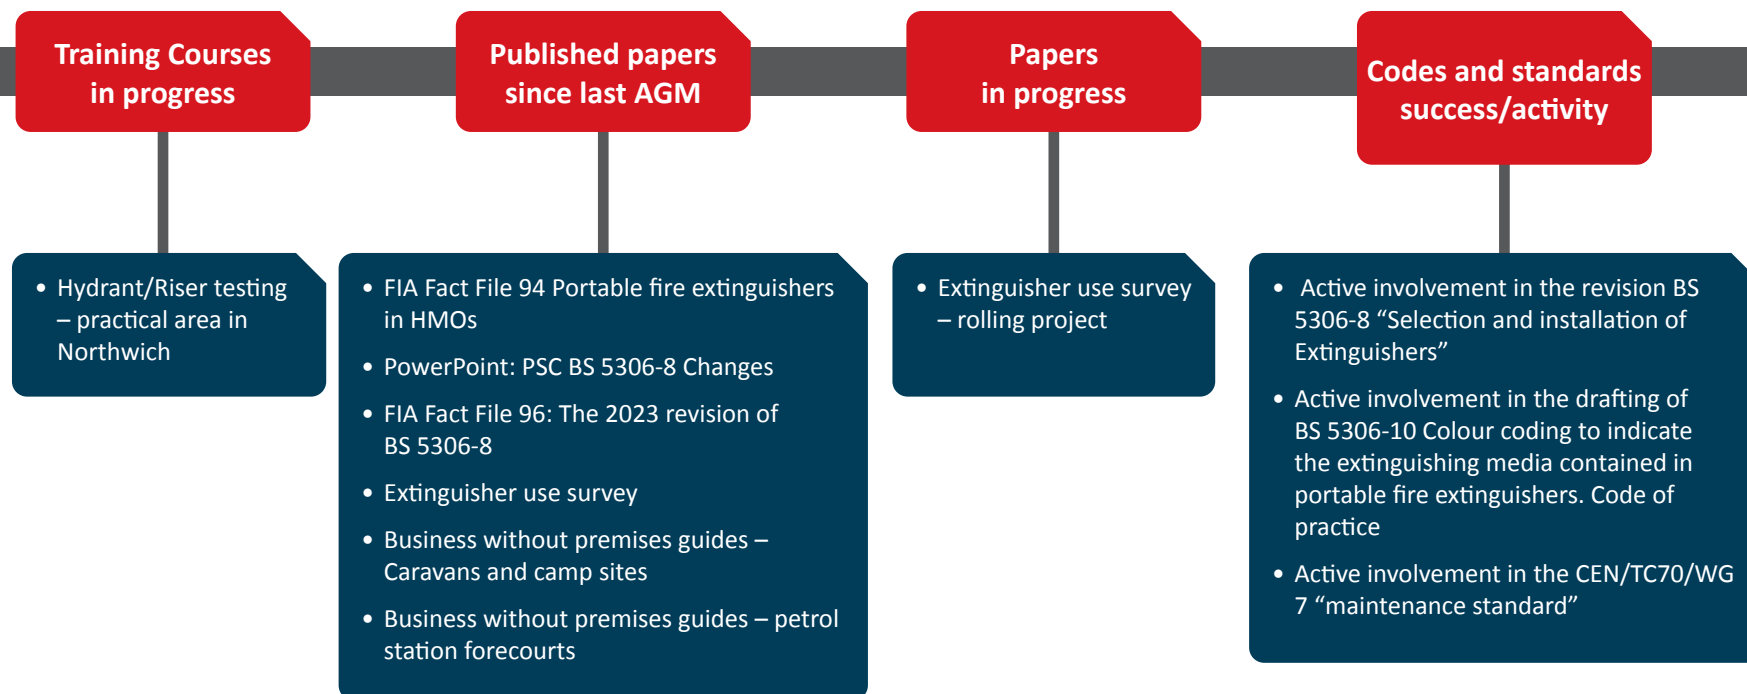 Training Courses
in progress
• Hydrant/Riser testing
– practical area in
Northwich
Published papers
since last AGM
• FIA Fact File 94 Portable fire extinguishers
in HMOs
• PowerPoint: PSC BS 5306-8 Changes
• FIA Fact File 96: The 2023 revision of
BS 5306-8
• Extinguisher use survey
• Business without premises guides –
Caravans and camp sites
• Business without premises guides – petrol
station forecourts
Papers
in progress
• Extinguisher use survey
– rolling project
Codes and standards
success/activity
• Active involvement in the revision BS
5306-8 “Selection and installation of
Extinguishers”
• Active involvement in the drafting of
BS 5306-10 Colour coding to indicate
the extinguishing media contained in
portable fire extinguishers. Code of
practice
• Active involvement in the CEN/TC70/WG
7 “maintenance standard”